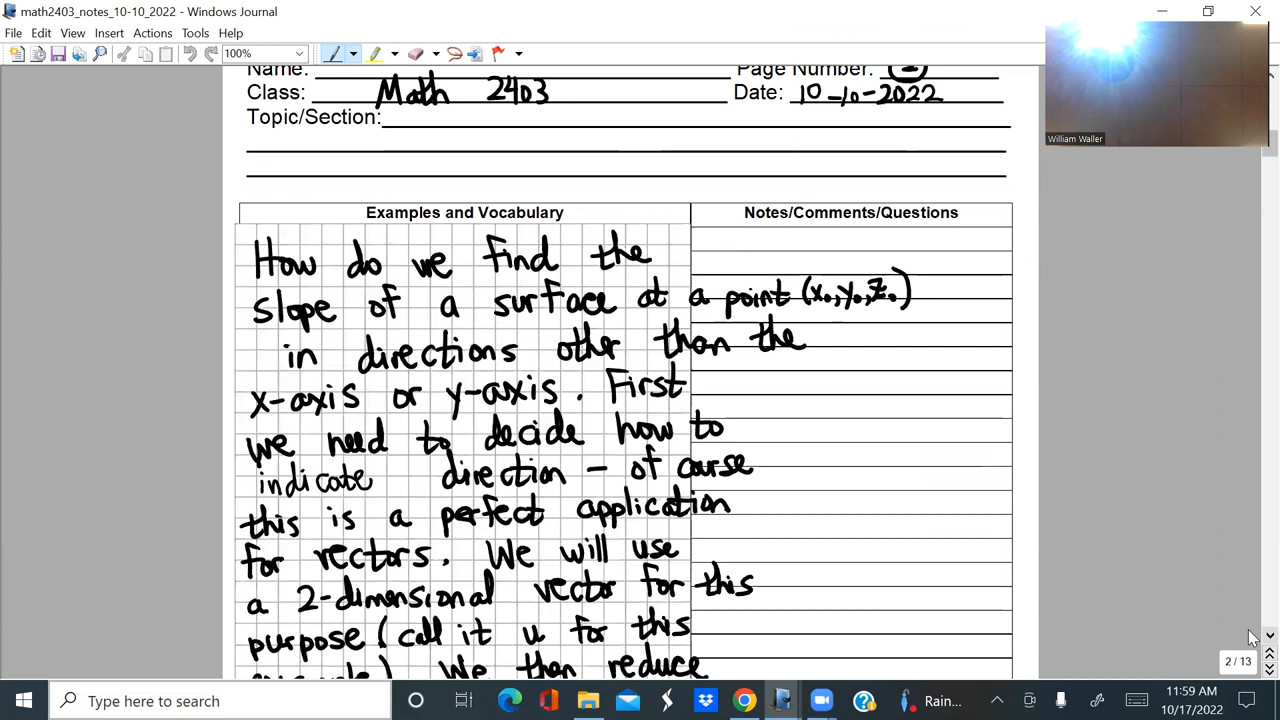 math2403_notes_10-10_2022 - Windows Journal
File Edit View Insert Actions Tools Help
100%
Name: Page Number:
Class: Math 2403 Date: 10-10-2022
Topic/Section:
Examples and Vocabulary Notes/Comments/Questions
How do we find the
slope of a surface at a point (x₀,y₀,z₀)
in directions other than the
x-axis or y-axis. First
we need to decide how to
indicate direction - of curse
this is a perfect application
for vectors. We will use
a 2-dimensional vector for this
purpose (call it u for this
We then reduce
William Waller
2 / 13
Type here to search
Rain...
11:59 AM
10/17/2022